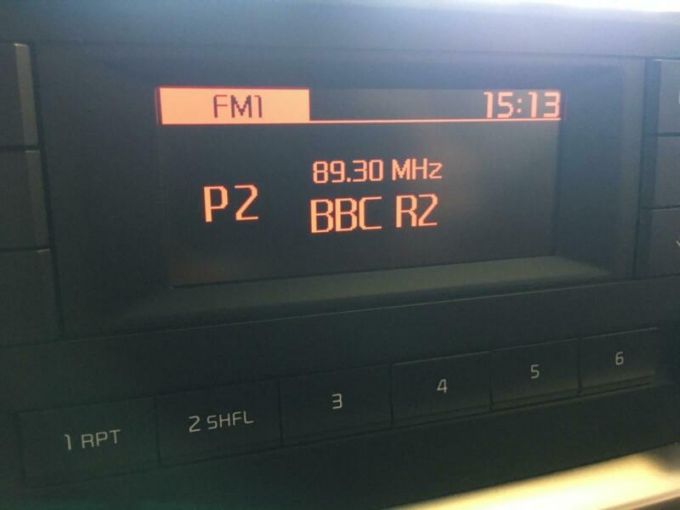 FM1 15:13
89.30 MHz
P2
BBC R2
1 RPT 2 SHFL 3 4 5 6